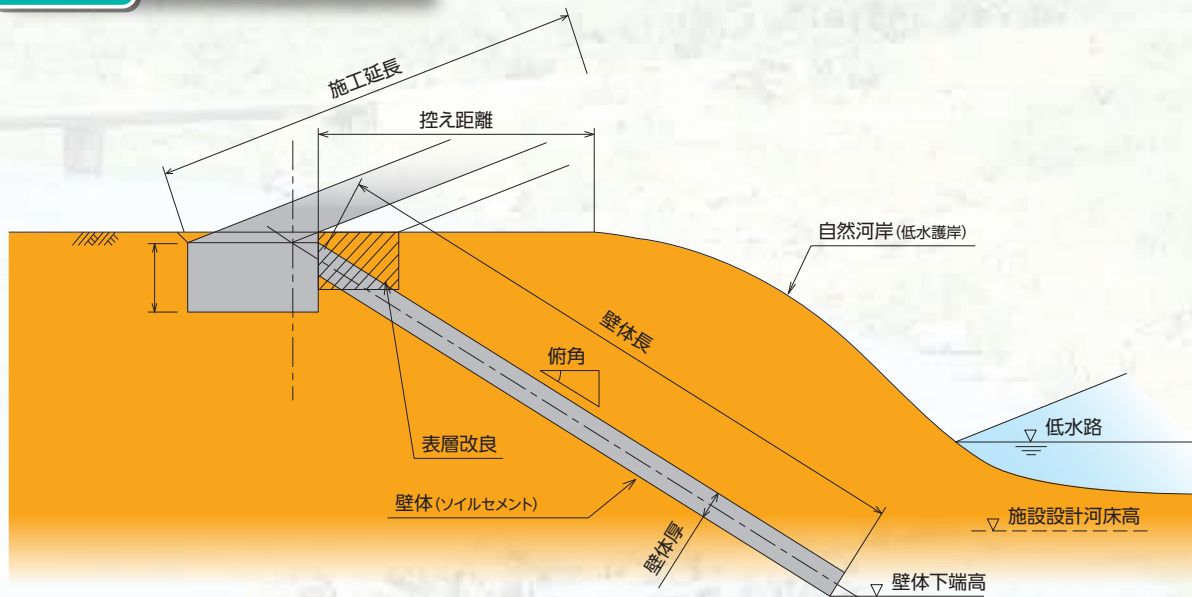 施工延長
控え距離
自然河岸(低水護岸)
壁体長
俯角
低水路
表層改良
壁体(ソイルセメント)
施設設計河床高
壁体厚
壁体下端高